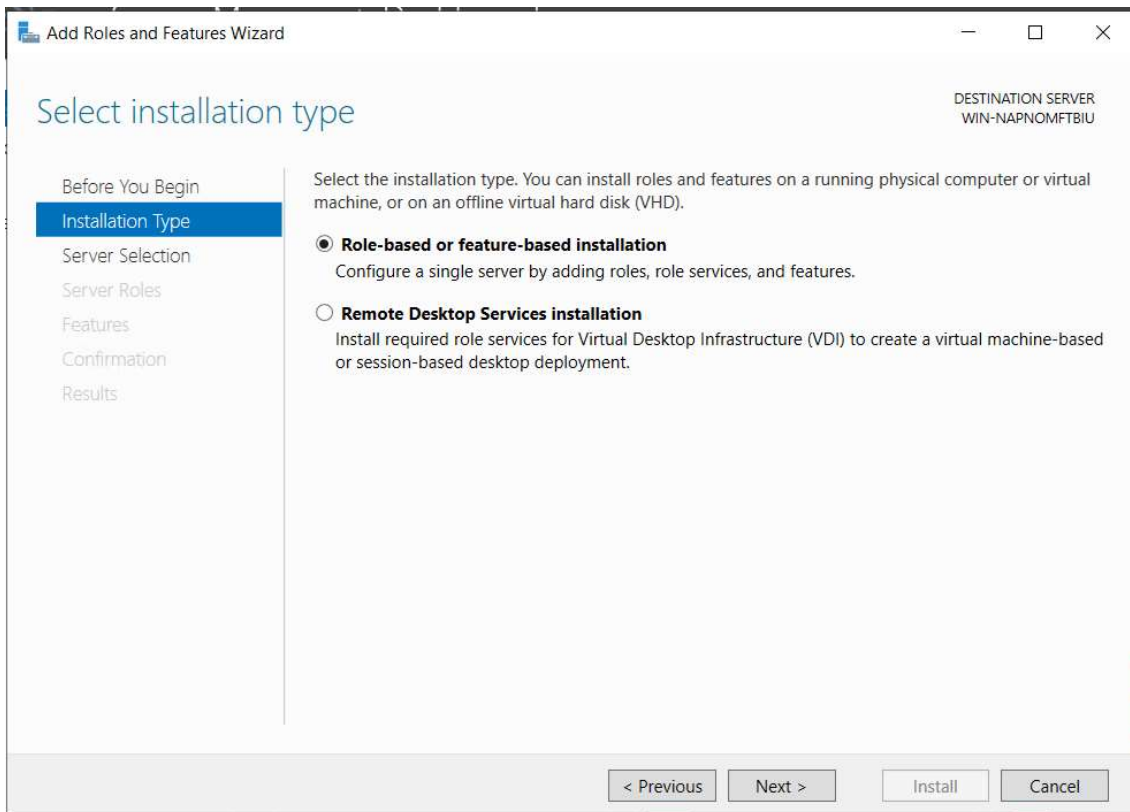 Add Roles and Features Wizard
Select installation type
DESTINATION SERVER
WIN-NAPNOMFTBIU
Before You Begin
Installation Type
Server Selection
Server Roles
Features
Confirmation
Results
Select the installation type. You can install roles and features on a running physical computer or virtual
machine, or on an offline virtual hard disk (VHD).
Role-based or feature-based installation
Configure a single server by adding roles, role services, and features.
Remote Desktop Services installation
Install required role services for Virtual Desktop Infrastructure (VDI) to create a virtual machine-based
or session-based desktop deployment.
< Previous
Next >
Install
Cancel